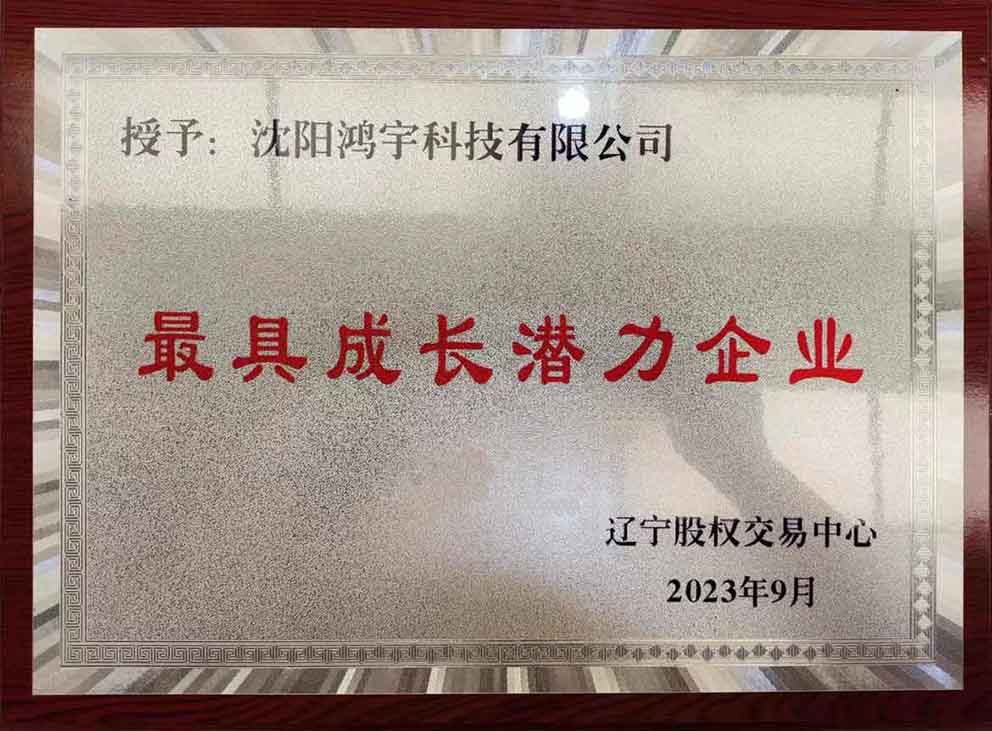 授予：沈阳鸿宇科技有限公司
最具成长潜力企业
辽宁股权交易中心
2023年9月